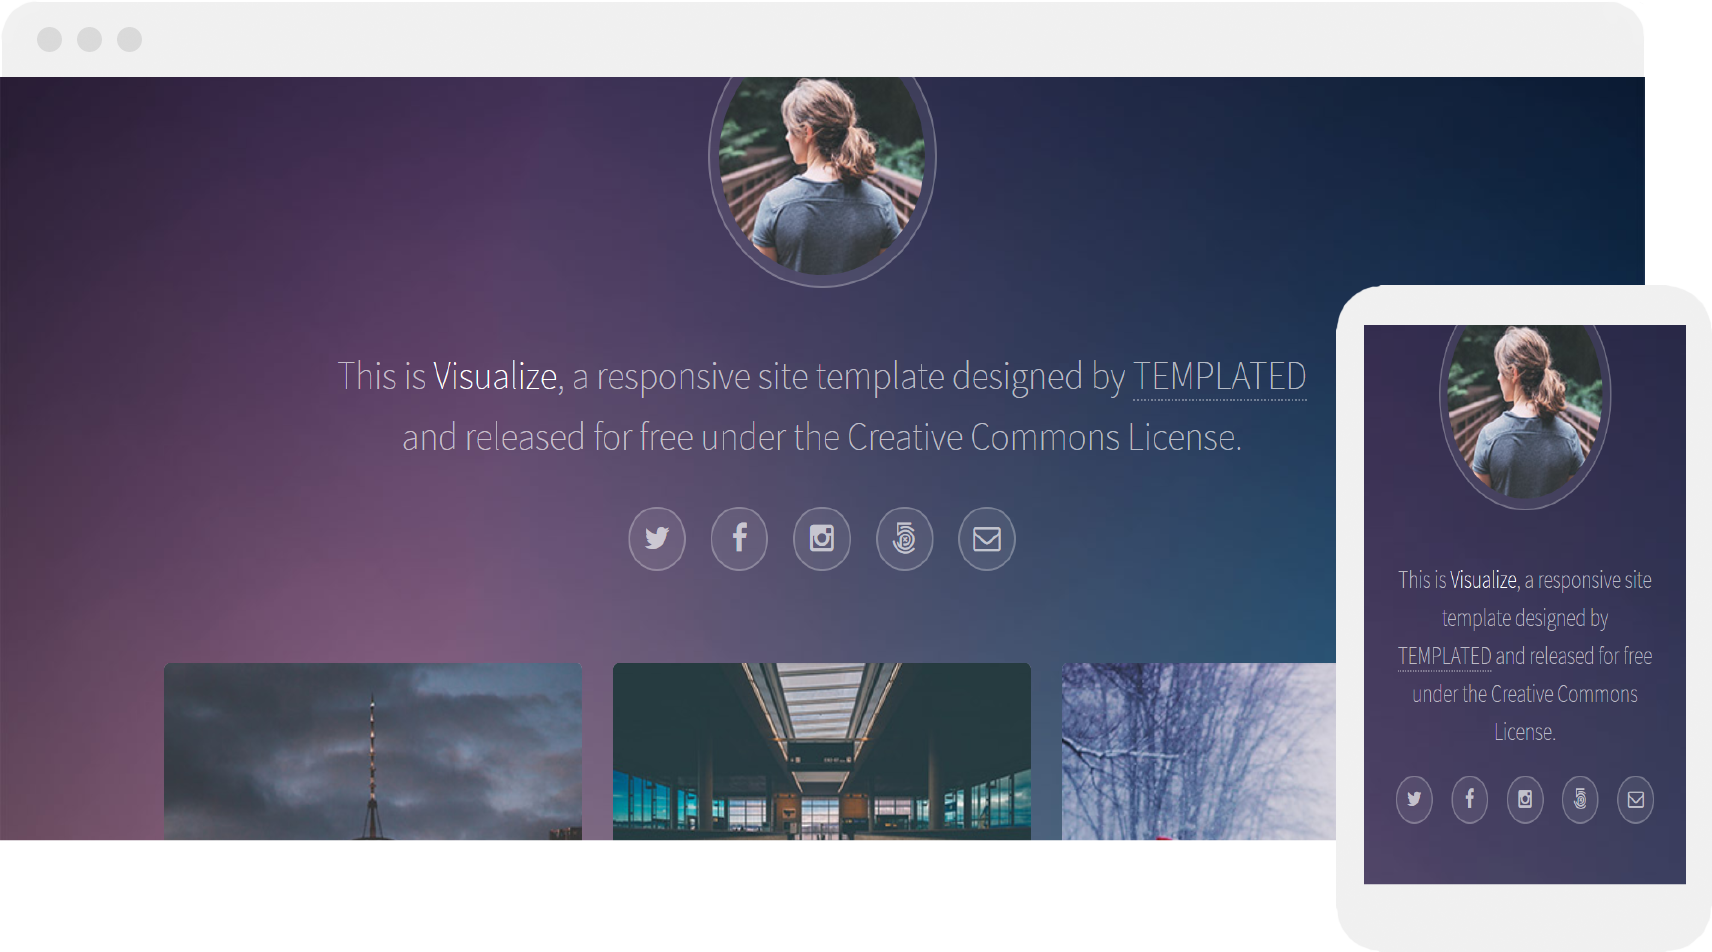 This is Visualize, a responsive site template designed by TEMPLATED
and released for free under the Creative Commons License.
This is Visualize, a responsive site
template designed by
TEMPLATED and released for free
under the Creative Commons
License.